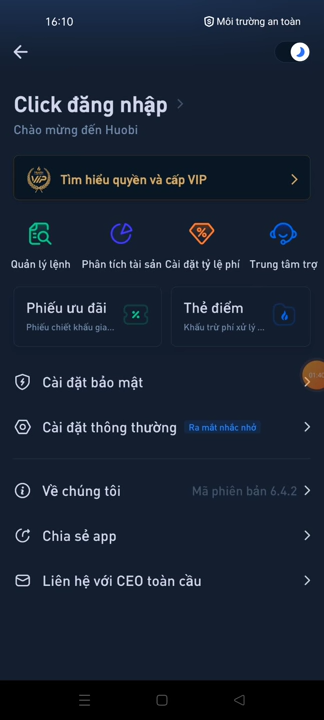 16:10
Môi trường an toàn
Click đăng nhập
Chào mừng đến Huobi
VIP
Tìm hiểu quyền và cấp VIP
Quản lý lệnh
Phân tích tài sản
Cài đặt tỷ lệ phí
Trung tâm trợ
Phiếu ưu đãi
Phiếu chiết khấu gia...
Thẻ điểm
Khấu trừ phí xử lý ...
Cài đặt bảo mật
Cài đặt thông thường
Ra mắt nhắc nhỏ
Về chúng tôi
Mã phiên bản 6.4.2
Chia sẻ app
Liên hệ với CEO toàn cầu